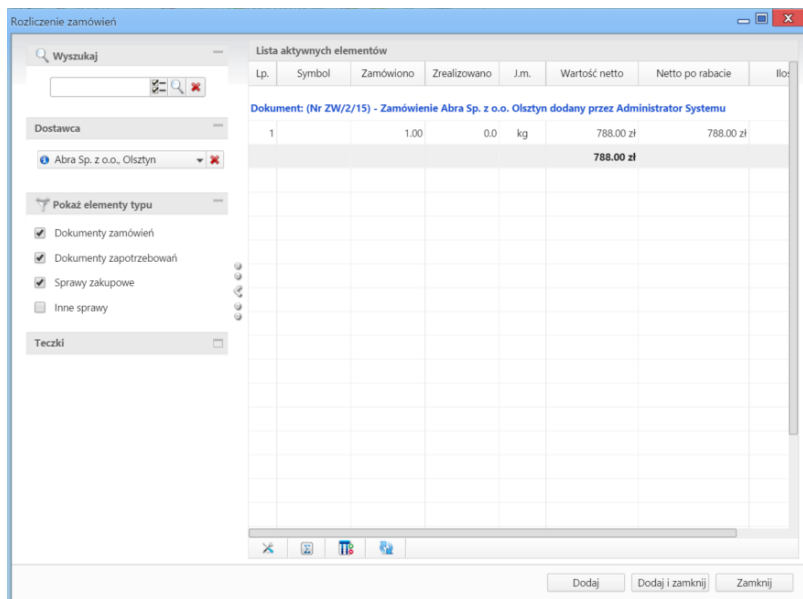 Rozliczenie zamówień
Wyszukaj
Dostawca
Abra Sp. z o.o., Olsztyn
Pokaż elementy typu
Dokumenty zamówień
Dokumenty zapotrzebowań
Sprawy zakupowe
Inne sprawy
Teczki
Lista aktywnych elementów
Lp. Symbol Zamówiono Zrealizowano J.m. Wartość netto Netto po rabacie Iloś
Dokument: (Nr ZW/2/15) - Zamówienie Abra Sp. z o.o. Olsztyn dodany przez Administrator Systemu
1 1.00 0.0 kg 788.00 zł 788.00 zł
788.00 zł
Dodaj Dodaj i zamknij Zamknij